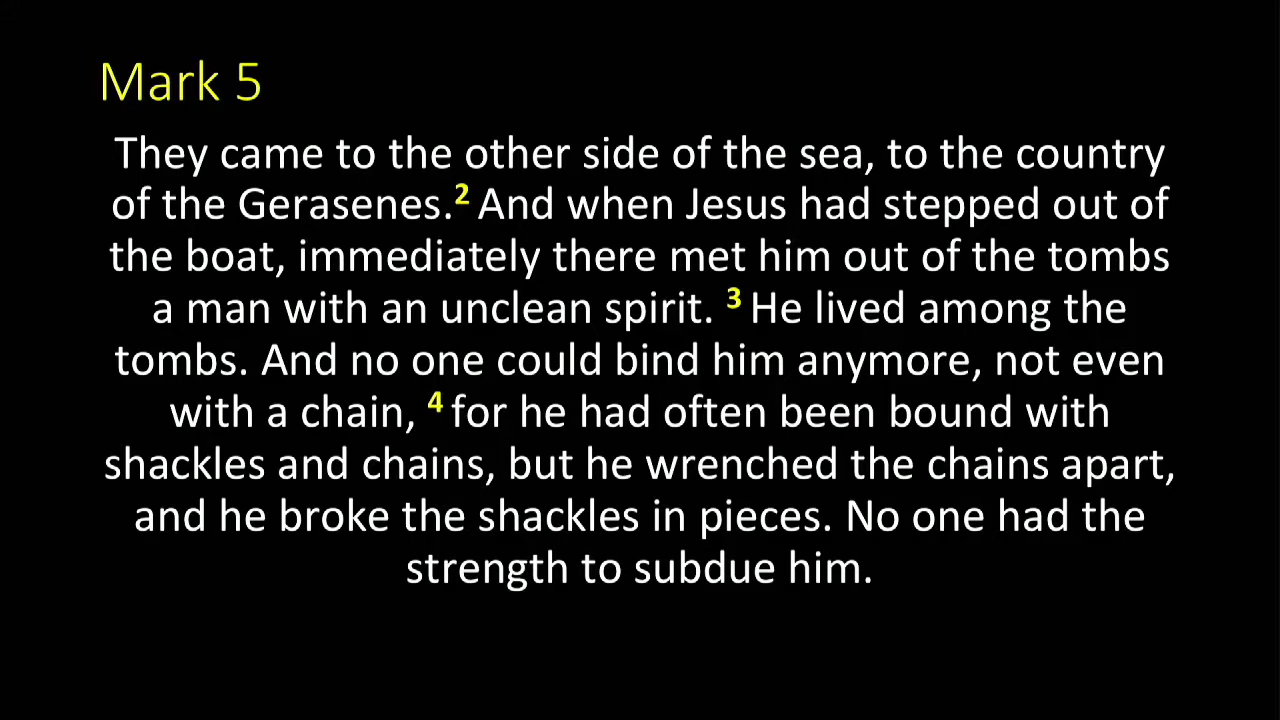 Mark 5
They came to the other side of the sea, to the country
of the Gerasenes.2 And when Jesus had stepped out of
the boat, immediately there met him out of the tombs
a man with an unclean spirit. 3 He lived among the
tombs. And no one could bind him anymore, not even
with a chain, 4 for he had often been bound with
shackles and chains, but he wrenched the chains apart,
and he broke the shackles in pieces. No one had the
strength to subdue him.